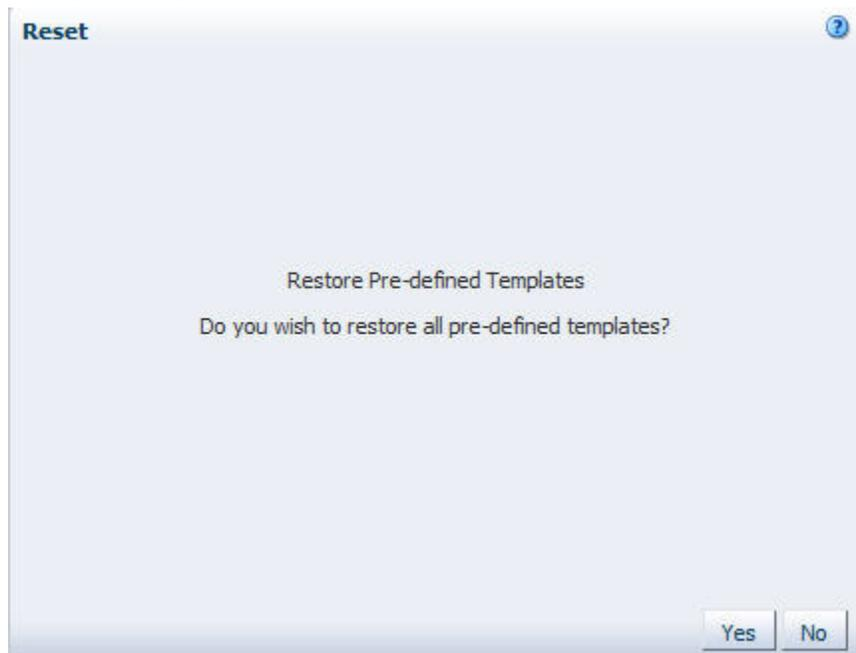 Reset
?
Restore Pre-defined Templates
Do you wish to restore all pre-defined templates?
Yes No